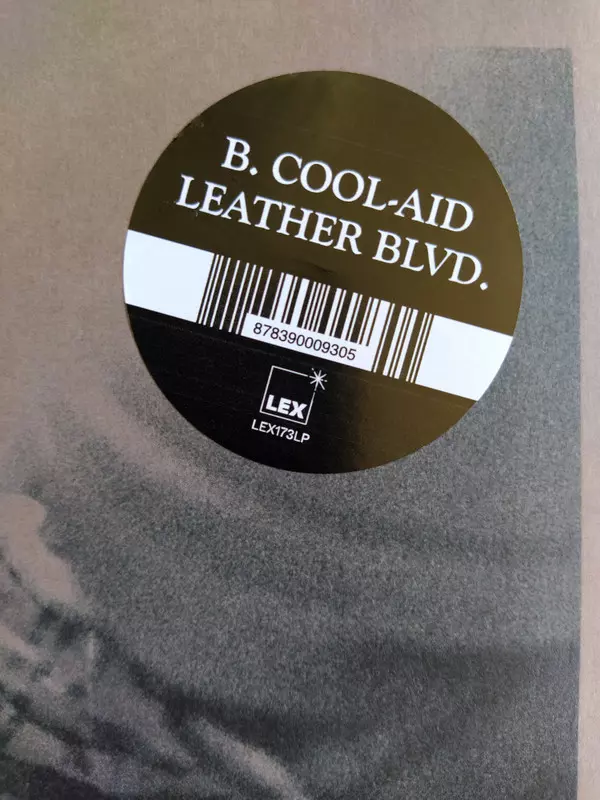 B. COOL-AID
LEATHER BLVD.
878390009305
LEX
LEX173LP